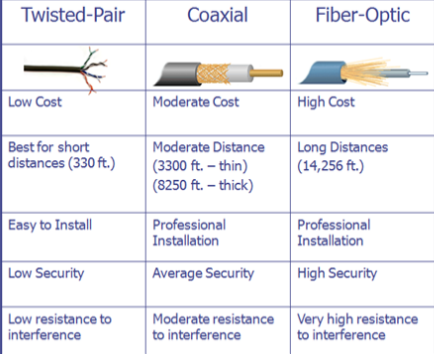 Twisted-Pair Coaxial Fiber-Optic
Low Cost Moderate Cost High Cost
Best for short Moderate Distance Long Distances
distances (330 ft.) (3300 ft. – thin) (14,256 ft.)
(8250 ft. – thick)
Easy to Install Professional Professional
Installation Installation
Low Security Average Security High Security
Low resistance to Moderate resistance Very high resistance
interference to interference to interference